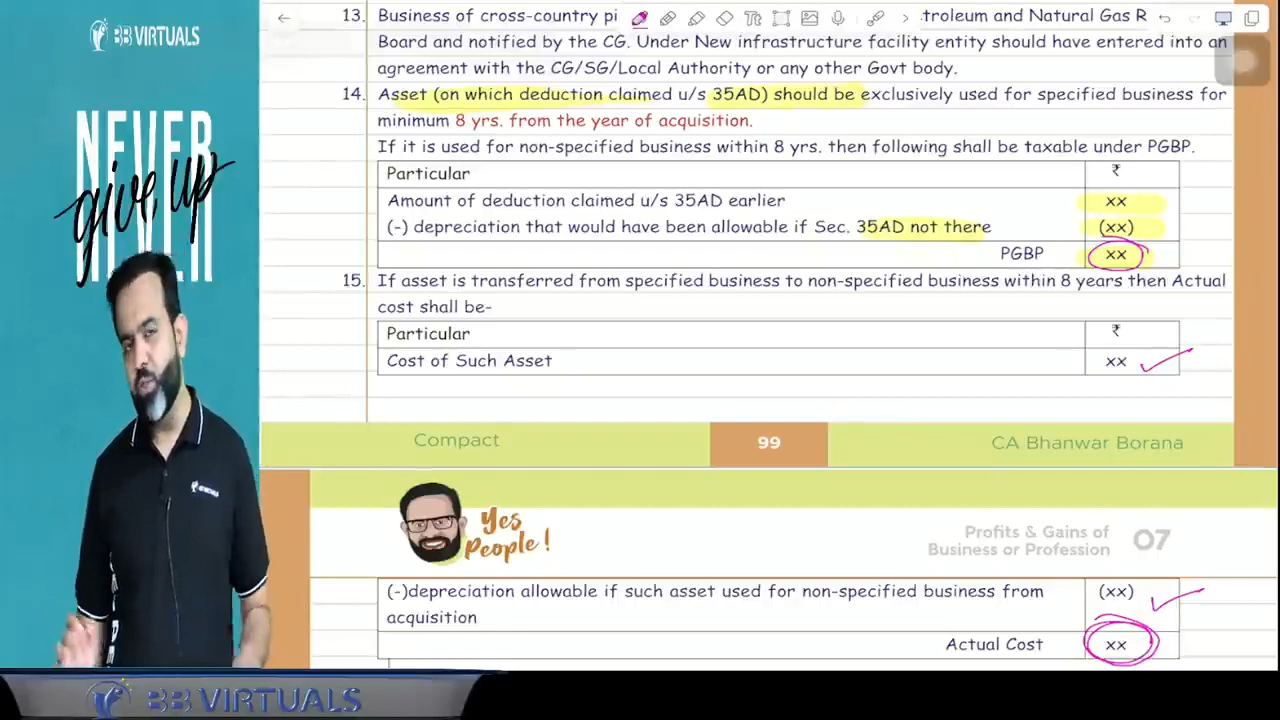 BB VIRTUALS
NEVER
give up
NEVER
13. Business of cross-country pi troleum and Natural Gas R
Board and notified by the CG. Under New infrastructure facility entity should have entered into an
agreement with the CG/SG/Local Authority or any other Govt body.
14. Asset (on which deduction claimed u/s 35AD) should be exclusively used for specified business for
minimum 8 yrs. from the year of acquisition.
If it is used for non-specified business within 8 yrs. then following shall be taxable under PGBP.
Particular ₹
Amount of deduction claimed u/s 35AD earlier xx
(-) depreciation that would have been allowable if Sec. 35AD not there (xx)
PGBP xx
15. If asset is transferred from specified business to non-specified business within 8 years then Actual
cost shall be-
Particular ₹
Cost of Such Asset xx
Compact 99 CA Bhanwar Borana
Yes
People!
Profits & Gains of
Business or Profession 07
(-)depreciation allowable if such asset used for non-specified business from (xx)
acquisition
Actual Cost xx
BB VIRTUALS
BB VIRTUALS